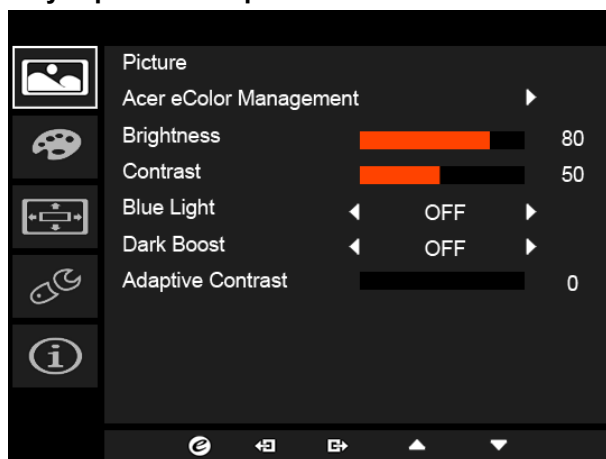 Picture
Acer eColor Management
Brightness 80
Contrast 50
Blue Light OFF
Dark Boost OFF
Adaptive Contrast 0